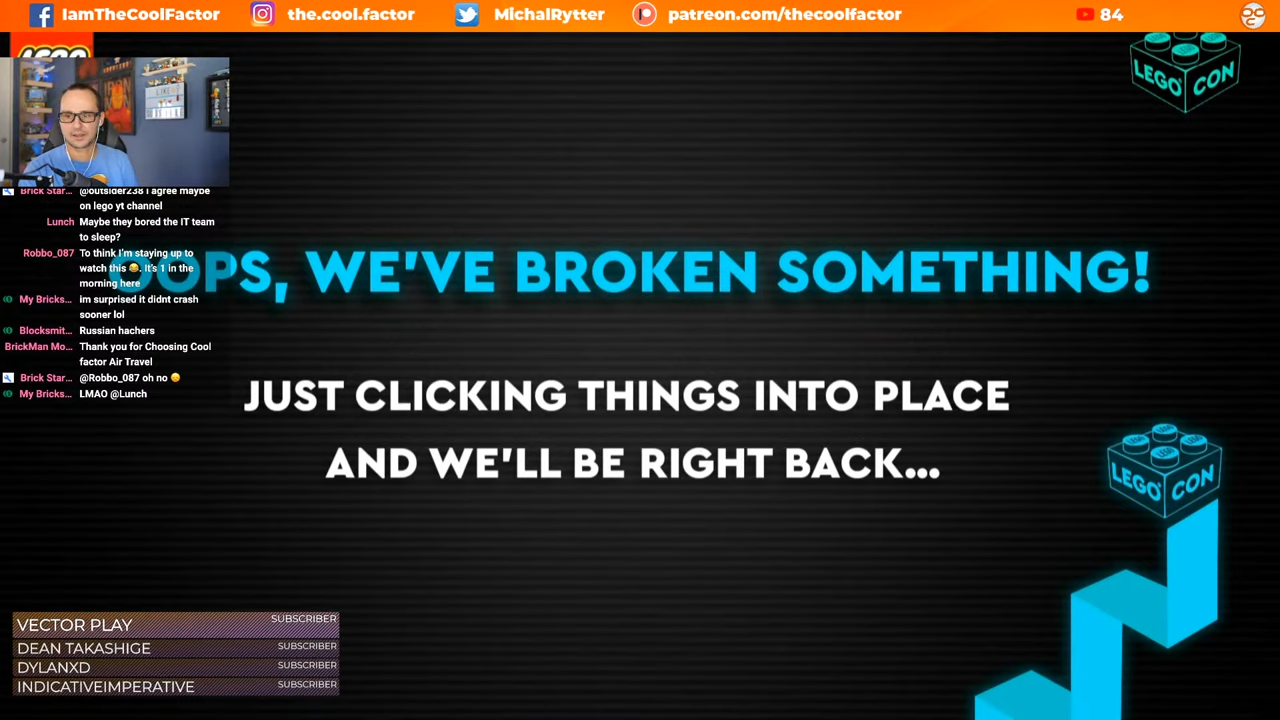 IamTheCoolFactor
the.cool.factor
MichalRytter
patreon.com/thecoolfactor
84
LEGO
LEGO CON
LIKE
Brick Star... @outsider238 I agree maybe
on lego yt channel
Lunch Maybe they bored the IT team
to sleep?
Robbo_087 To think I'm staying up to
watch this 😂. It's 1 in the
morning here
My Bricks... im surprised it didnt crash
sooner lol
Blocksmit... Russian hachers
BrickMan Mo... Thank you for Choosing Cool
factor Air Travel
Brick Star... @Robbo_087 oh no 😞
My Bricks... LMAO @Lunch
OOPS, WE'VE BROKEN SOMETHING!
JUST CLICKING THINGS INTO PLACE
AND WE'LL BE RIGHT BACK...
LEGO CON
VECTOR PLAY SUBSCRIBER
DEAN TAKASHIGE SUBSCRIBER
DYLANXD SUBSCRIBER
INDICATIVEIMPERATIVE SUBSCRIBER